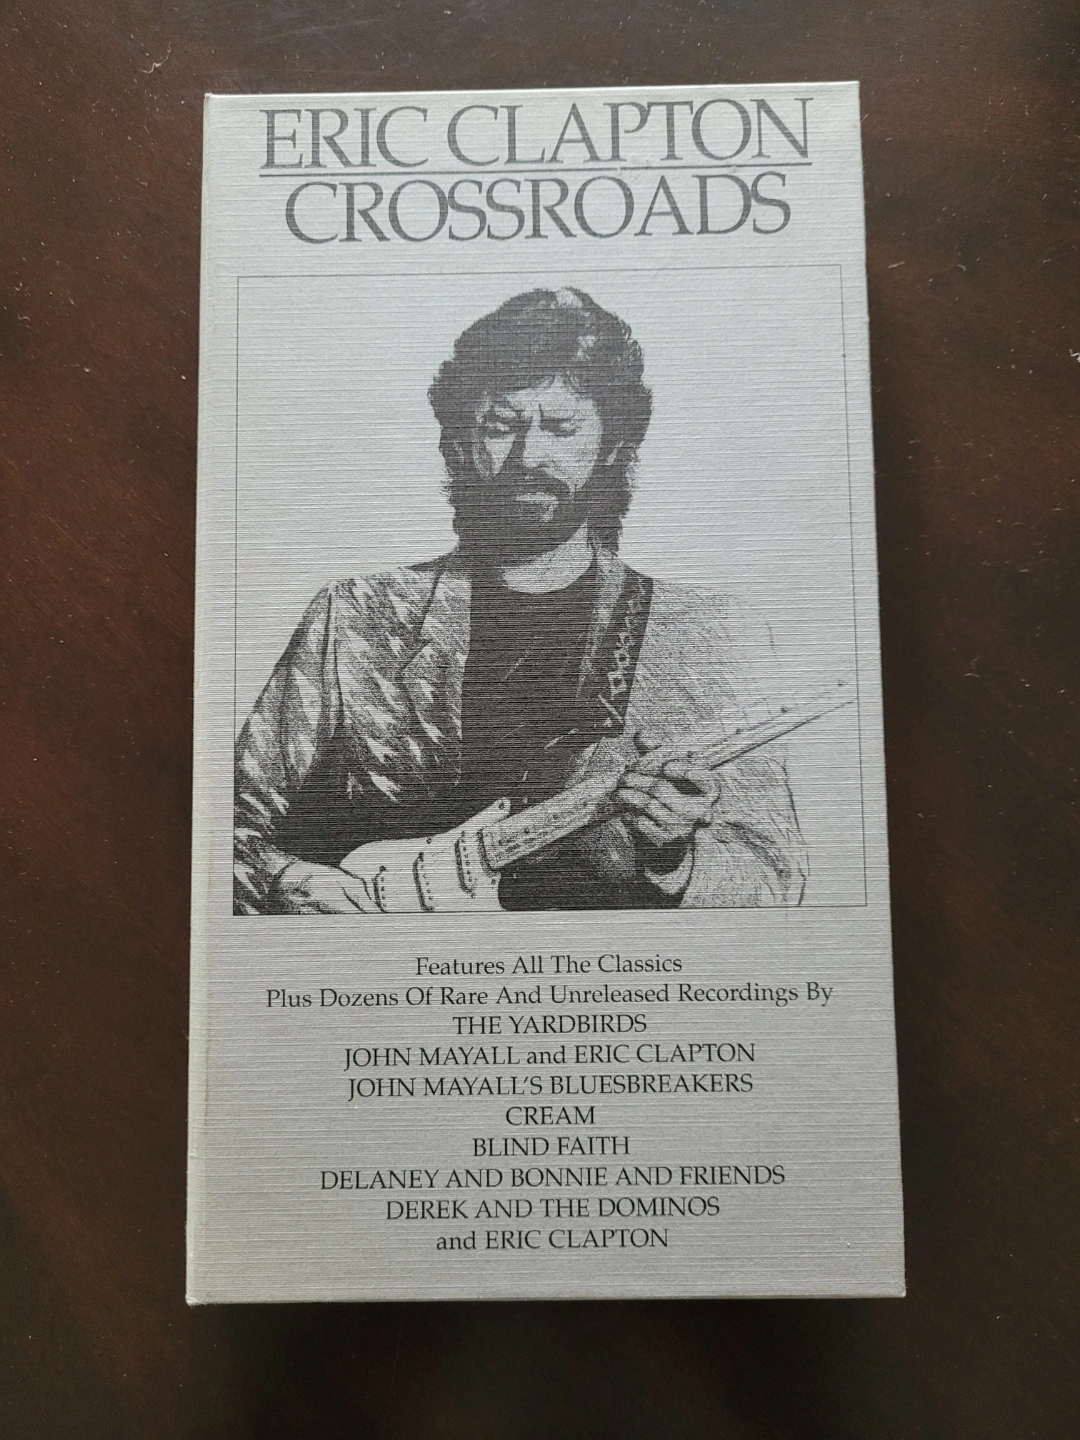 ERIC CLAPTON
CROSSROADS
Features All The Classics
Plus Dozens Of Rare And Unreleased Recordings By
THE YARDBIRDS
JOHN MAYALL and ERIC CLAPTON
JOHN MAYALL'S BLUESBREAKERS
CREAM
BLIND FAITH
DELANEY AND BONNIE AND FRIENDS
DEREK AND THE DOMINOS
and ERIC CLAPTON